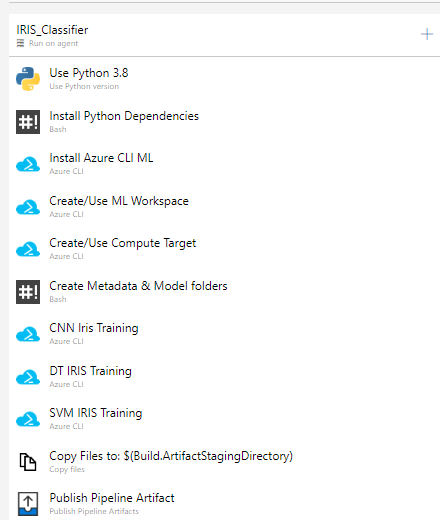 IRIS_Classifier
Run on agent
Use Python 3.8
Use Python version
#!
Install Python Dependencies
Bash
Install Azure CLI ML
Azure CLI
Create/Use ML Workspace
Azure CLI
Create/Use Compute Target
Azure CLI
#!
Create Metadata & Model folders
Bash
CNN Iris Training
Azure CLI
DT IRIS Training
Azure CLI
SVM IRIS Training
Azure CLI
Copy Files to: $(Build.ArtifactStagingDirectory)
Copy files
Publish Pipeline Artifact
Publish Pipeline Artifacts